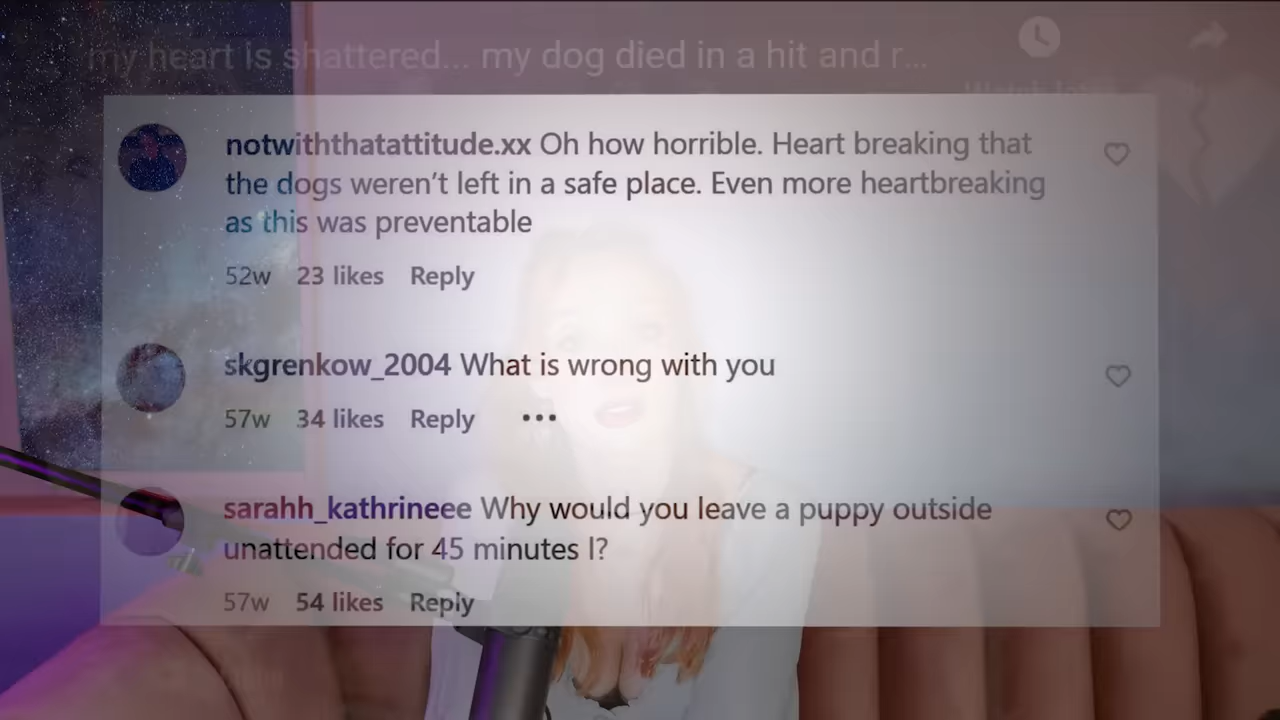 my heart is shattered... my dog died in a hit and r...
Watch later
notwiththatattitude.xx Oh how horrible. Heart breaking that
the dogs weren't left in a safe place. Even more heartbreaking
as this was preventable
52w 23 likes Reply
skgrenkow_2004 What is wrong with you
57w 34 likes Reply •••
sarahh_kathrineee Why would you leave a puppy outside
unattended for 45 minutes l?
57w 54 likes Reply